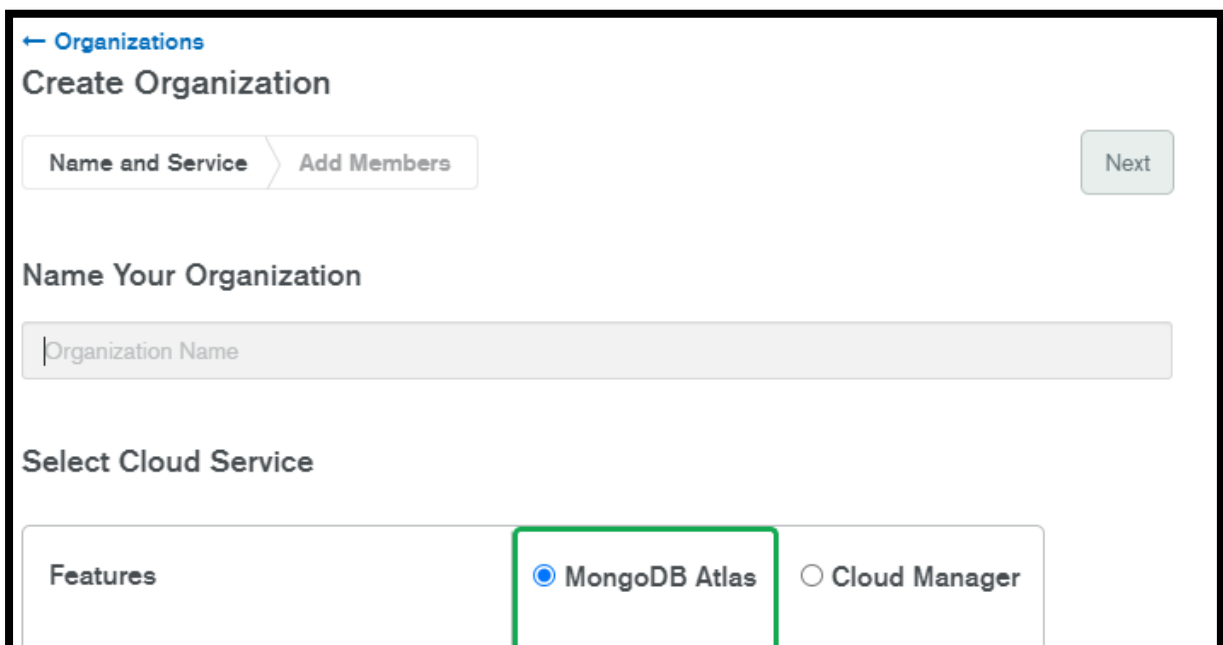 ← Organizations
Create Organization
Name and Service Add Members Next
Name Your Organization
Organization Name
Select Cloud Service
Features MongoDB Atlas Cloud Manager